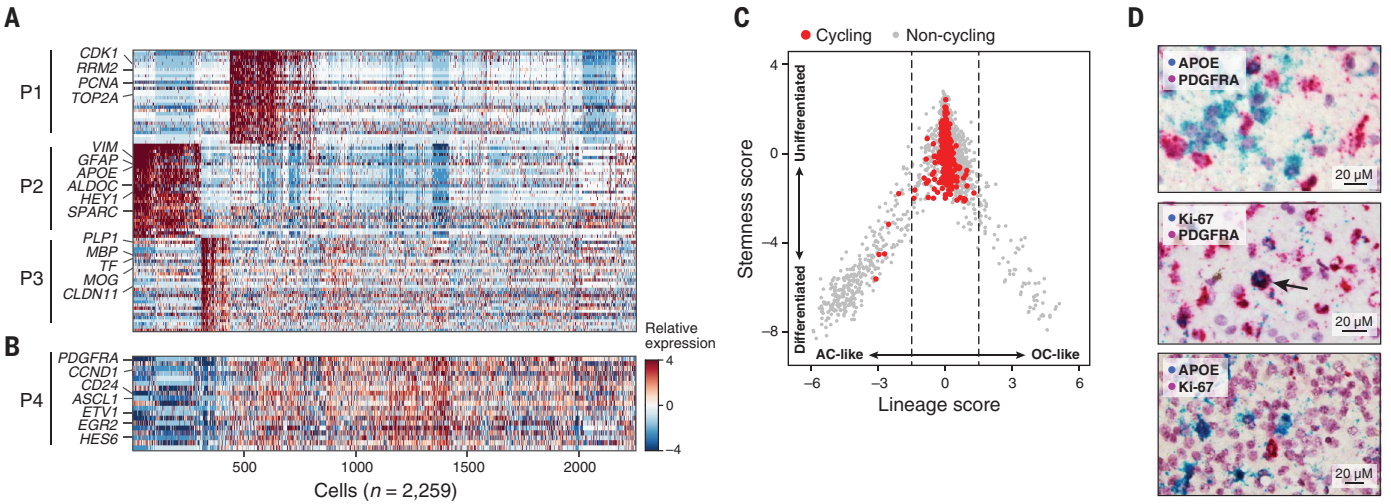 A
P1
CDK1
RRM2
PCNA
TOP2A
P2
VIM
GFAP
APOE
ALDOC
HEY1
SPARC
P3
PLP1
MBP
TF
MOG
CLDN11
Relative
expression
4
0
−4
B
P4
PDGFRA
CCND1
CD24
ASCL1
ETV1
EGR2
HES6
500
1000
1500
2000
Cells (n = 2,259)
C
Cycling
Non-cycling
4
0
−4
−8
Stemness score
Undifferentiated
Differentiated
AC-like
OC-like
−6
−3
0
3
6
Lineage score
D
APOE
PDGFRA
20 µM
Ki-67
PDGFRA
20 µM
APOE
Ki-67
20 µM